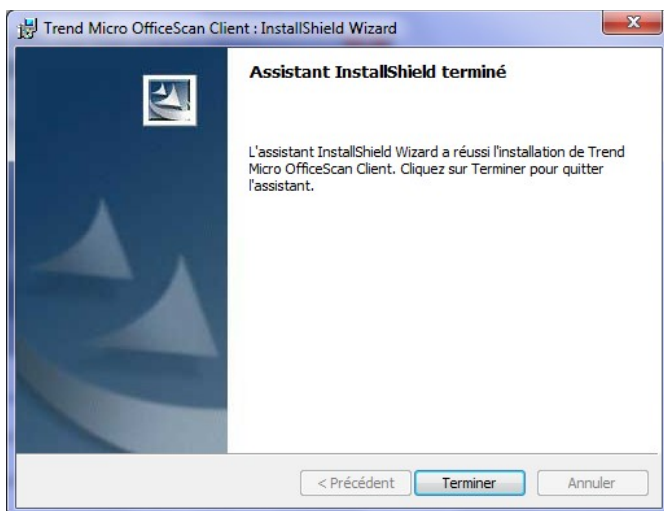 Trend Micro OfficeScan Client : InstallShield Wizard
Assistant InstallShield terminé
L'assistant InstallShield Wizard a réussi l'installation de Trend
Micro OfficeScan Client. Cliquez sur Terminer pour quitter
l'assistant.
< Précédent Terminer Annuler